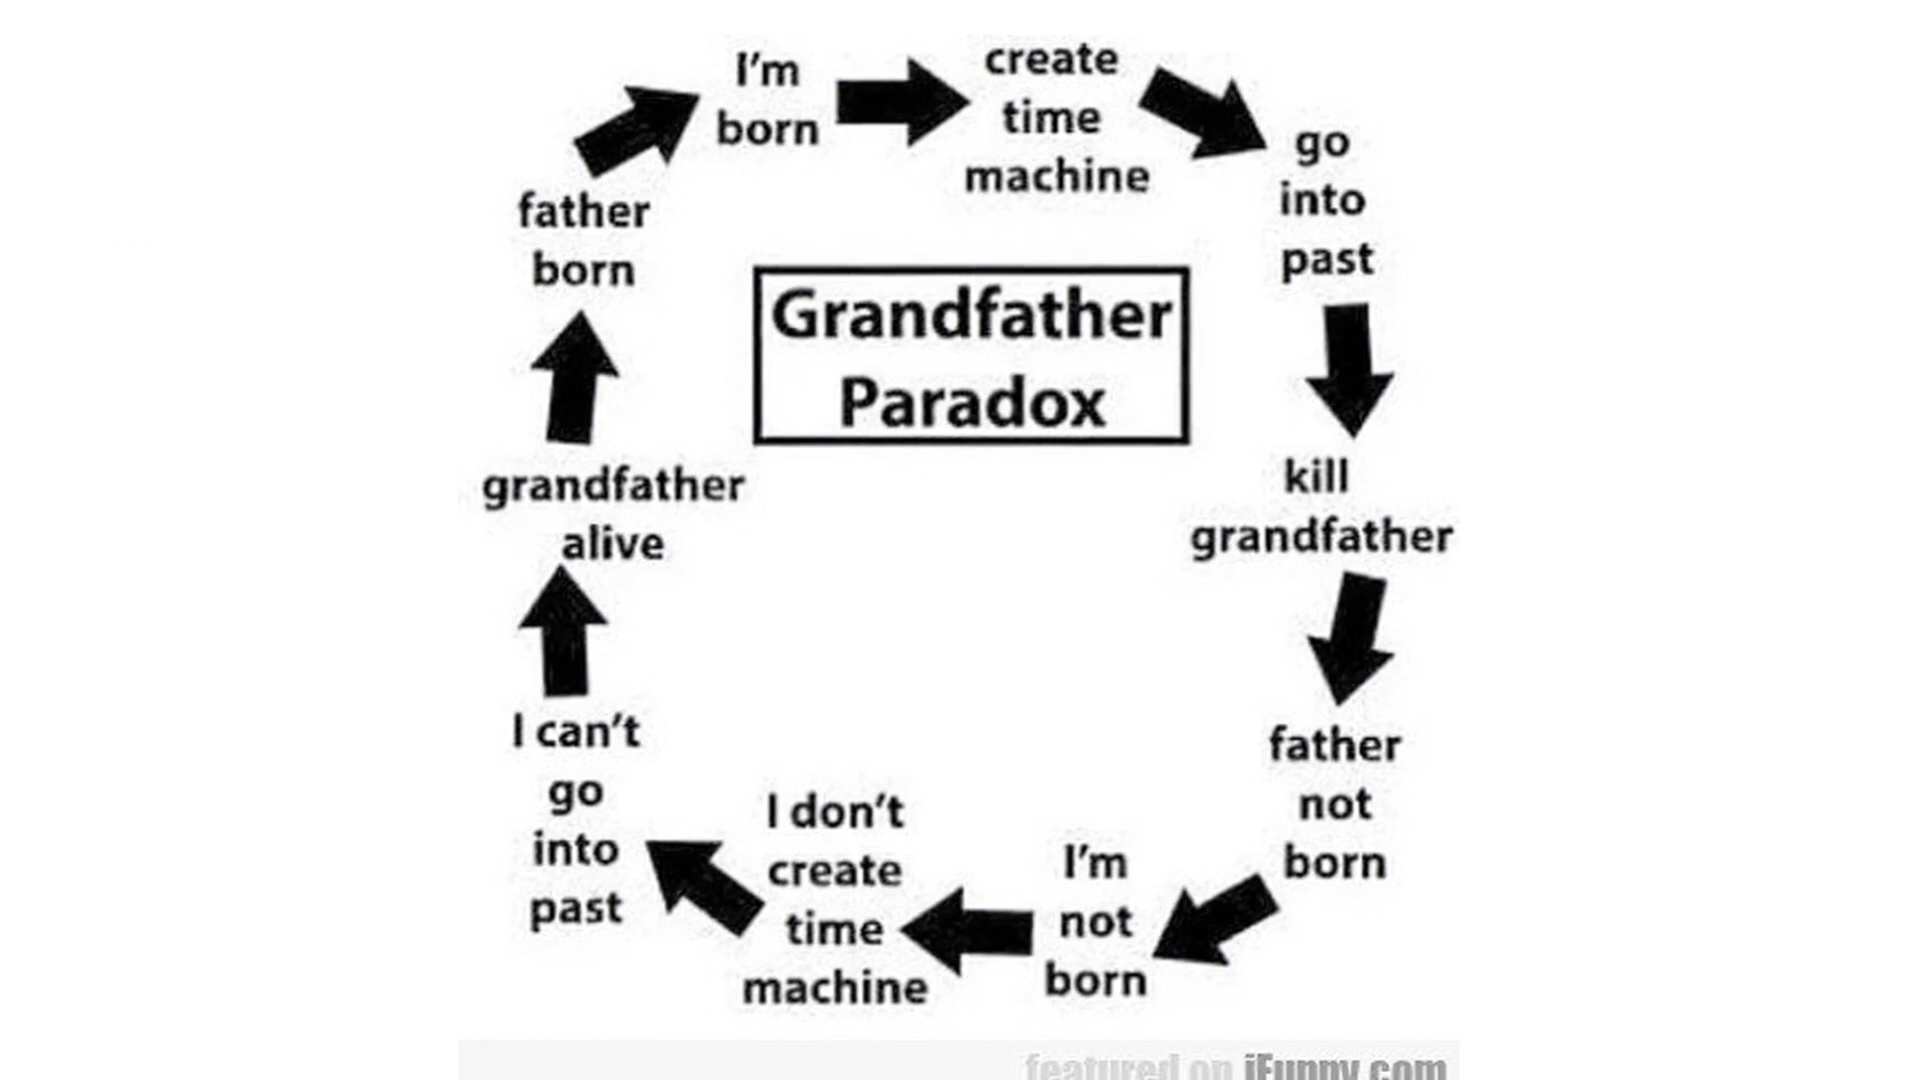 I'm
born
create
time
machine
go
into
past
kill
grandfather
father
not
born
I'm
not
born
I don't
create
time
machine
I can't
go
into
past
grandfather
alive
father
born
Grandfather
Paradox
featured on iFunny.com